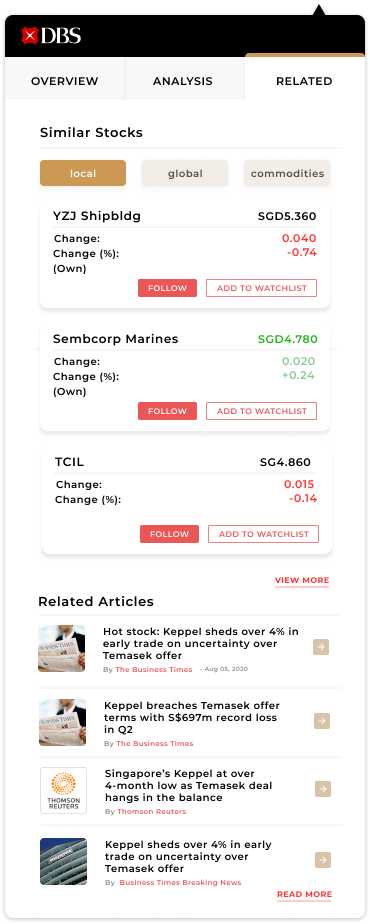 DBS
OVERVIEW ANALYSIS RELATED
Similar Stocks
local global commodities
YZJ Shipbldg SGD5.360
Change: 0.040
Change (%): -0.74
(Own)
FOLLOW ADD TO WATCHLIST
Sembcorp Marines SGD4.780
Change: 0.020
Change (%): +0.24
(Own)
FOLLOW ADD TO WATCHLIST
TCIL SG4.860
Change: 0.015
Change (%): -0.14
FOLLOW ADD TO WATCHLIST
VIEW MORE
Related Articles
Hot stock: Keppel sheds over 4% in
early trade on uncertainty over
Temasek offer
By The Business Times - Aug 05, 2020
Keppel breaches Temasek offer
terms with S$697m record loss
in Q2
By The Business Times
THOMSON
REUTERS
Singapore's Keppel at over
4-month low as Temasek deal
hangs in the balance
By Thomson Reuters
Keppel sheds over 4% in early
trade on uncertainty over
Temasek offer
By Business Times Breaking News
READ MORE